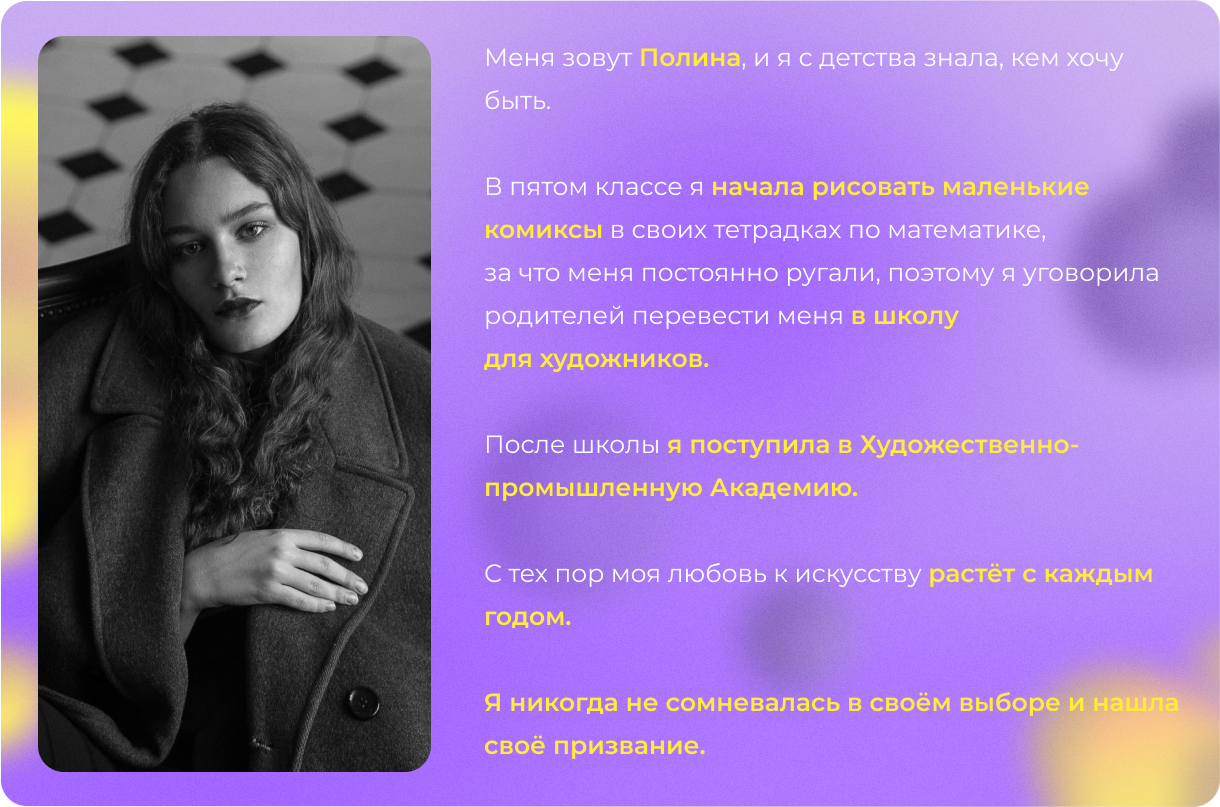 Меня зовут Полина, и я с детства знала, кем хочу
быть.
В пятом классе я начала рисовать маленькие
комиксы в своих тетрадках по математике,
за что меня постоянно ругали, поэтому я уговорила
родителей перевести меня в школу
для художников.
После школы я поступила в Художественно-
промышленную Академию.
С тех пор моя любовь к искусству растёт с каждым
годом.
Я никогда не сомневалась в своём выборе и нашла
своё призвание.